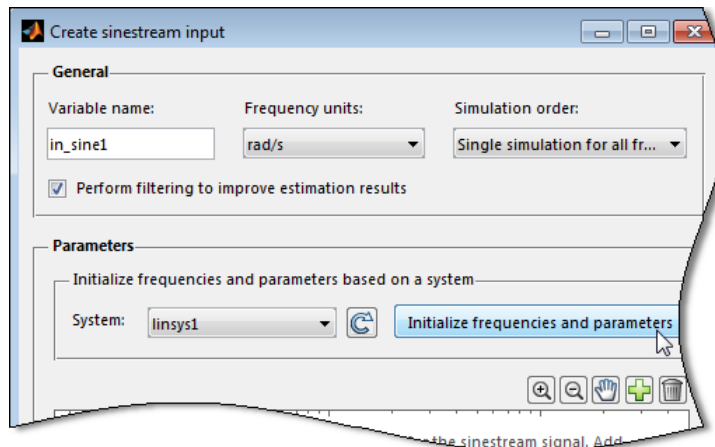 Create sinestream input
General
Variable name: Frequency units: Simulation order:
in_sine1 rad/s Single simulation for all fr...
Perform filtering to improve estimation results
Parameters
Initialize frequencies and parameters based on a system
System: linsys1 Initialize frequencies and parameters
the sinestream signal. Add